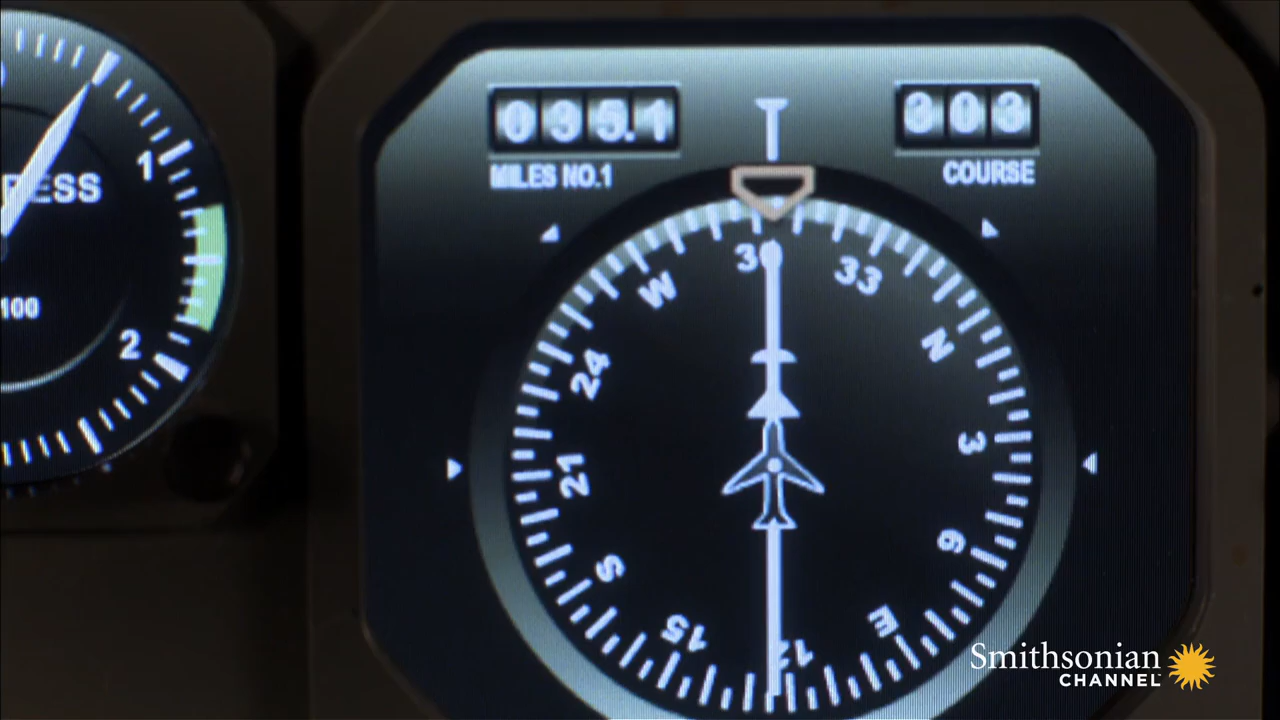 035.1
MILES NO.1
303
COURSE
1
RESS
100
2
30
33
W
N
24
3
21
6
S
E
15
12
Smithsonian
CHANNEL